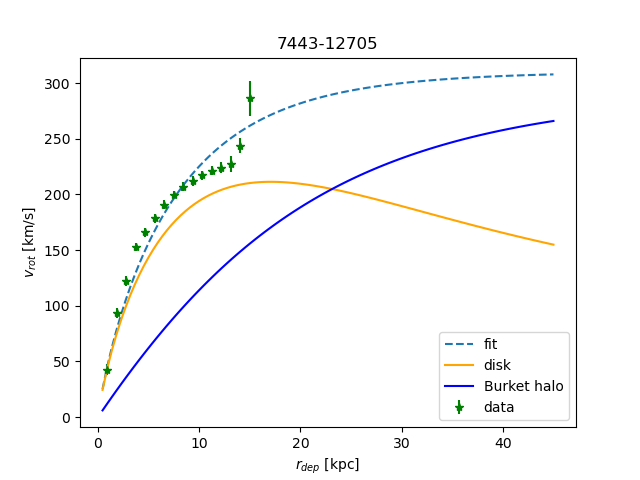 7443-12705
300
250
200
150
100
50
0
v_rot [km/s]
0 10 20 30 40
r_dep [kpc]
fit
disk
Burket halo
data